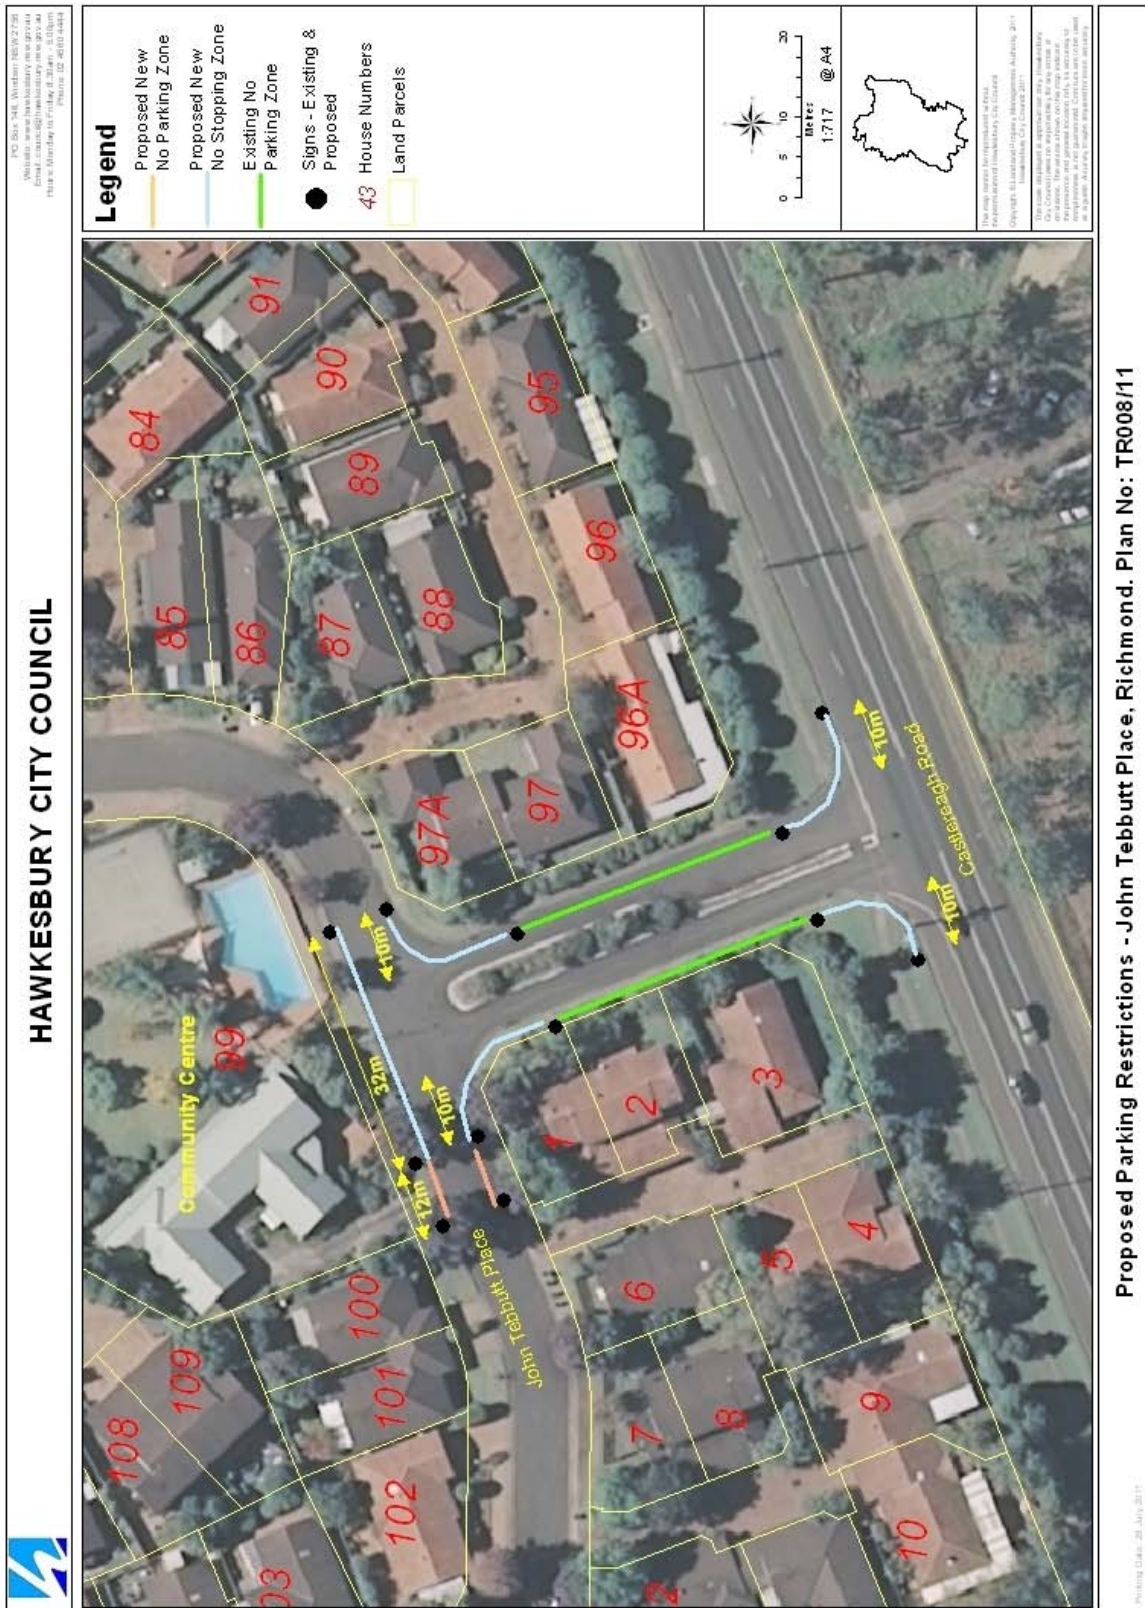 HAWKESBURY CITY COUNCIL
Legend
Proposed New
No Parking Zone
Proposed New
No Stopping Zone
Existing No
Parking Zone
Signs - Existing &
Proposed
43 House Numbers
Land Parcels
0 5 10 20
Metres
1:717 @ A4
84
91
85
90
86
89
87
88
95
96
97A
97
96A
Community Centre
99
32m
12m
10m
10m
10m
10m
Castlereagh Road
John Tebbutt Place
1
2
3
4
5
6
7
8
9
10
100
101
102
108
109
Proposed Parking Restrictions - John Tebbutt Place, Richmond. Plan No: TR008/11